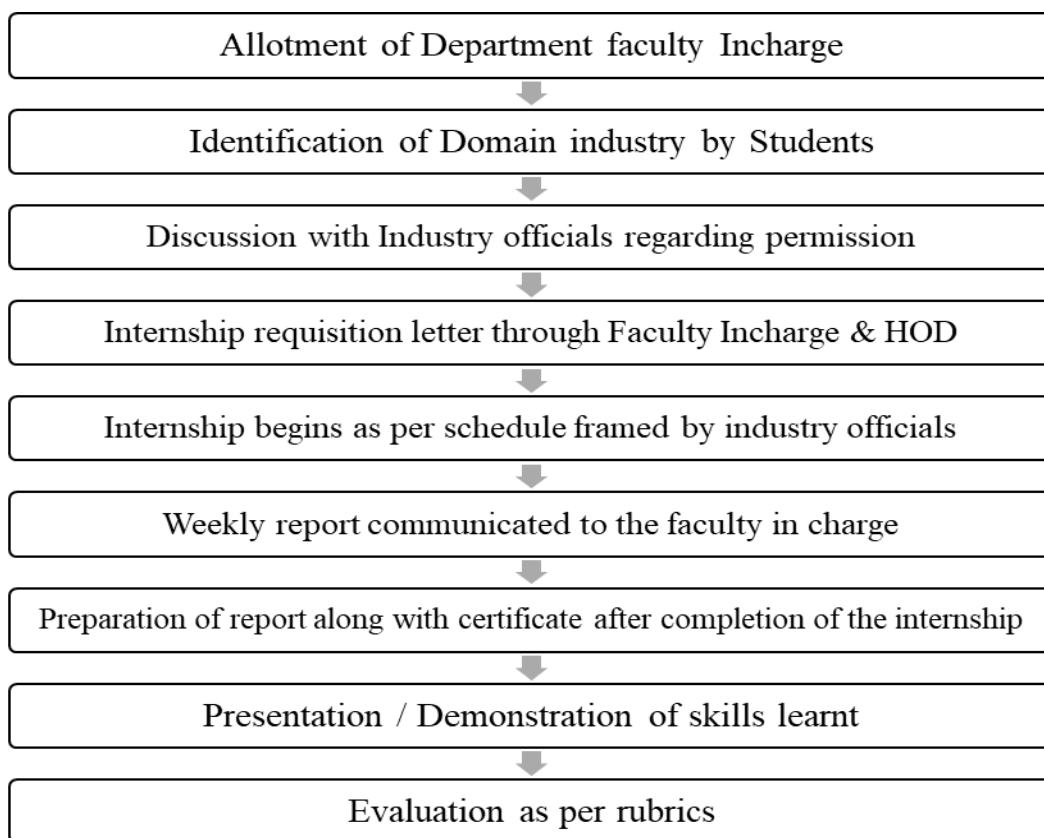 Allotment of Department faculty Incharge
Identification of Domain industry by Students
Discussion with Industry officials regarding permission
Internship requisition letter through Faculty Incharge & HOD
Internship begins as per schedule framed by industry officials
Weekly report communicated to the faculty in charge
Preparation of report along with certificate after completion of the internship
Presentation / Demonstration of skills learnt
Evaluation as per rubrics